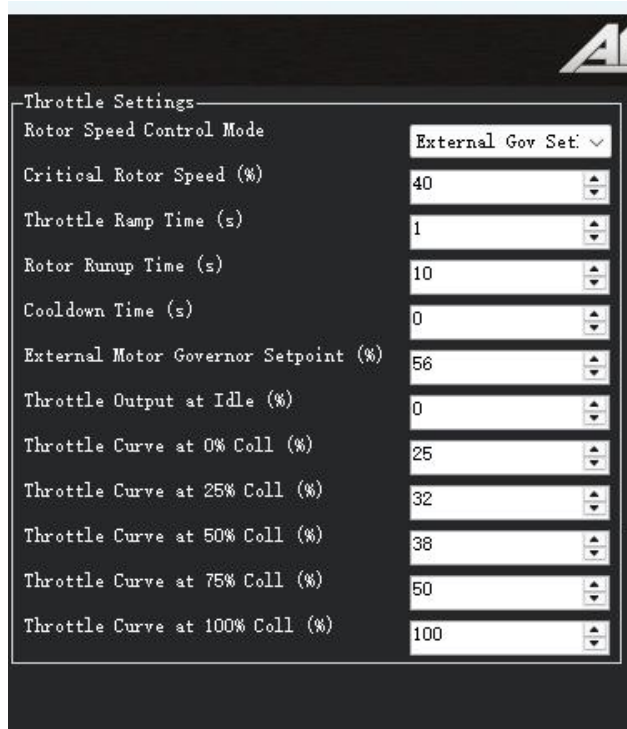 Throttle Settings
Rotor Speed Control Mode External Gov Set
Critical Rotor Speed (%) 40
Throttle Ramp Time (s) 1
Rotor Runup Time (s) 10
Cooldown Time (s) 0
External Motor Governor Setpoint (%) 56
Throttle Output at Idle (%) 0
Throttle Curve at 0% Coll (%) 25
Throttle Curve at 25% Coll (%) 32
Throttle Curve at 50% Coll (%) 38
Throttle Curve at 75% Coll (%) 50
Throttle Curve at 100% Coll (%) 100